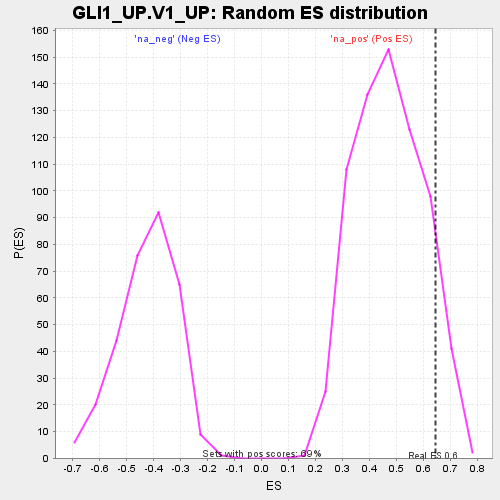 GLI1_UP.V1_UP: Random ES distribution
'na_neg' (Neg ES)
'na_pos' (Pos ES)
160
150
140
130
120
110
100
90
80
70
60
50
40
30
20
10
0
P(ES)
Sets with pos scores: 69%
Real ES 0.6
-0.7 -0.6 -0.5 -0.4 -0.3 -0.2 -0.1 0.0 0.1 0.2 0.3 0.4 0.5 0.6 0.7 0.8
ES